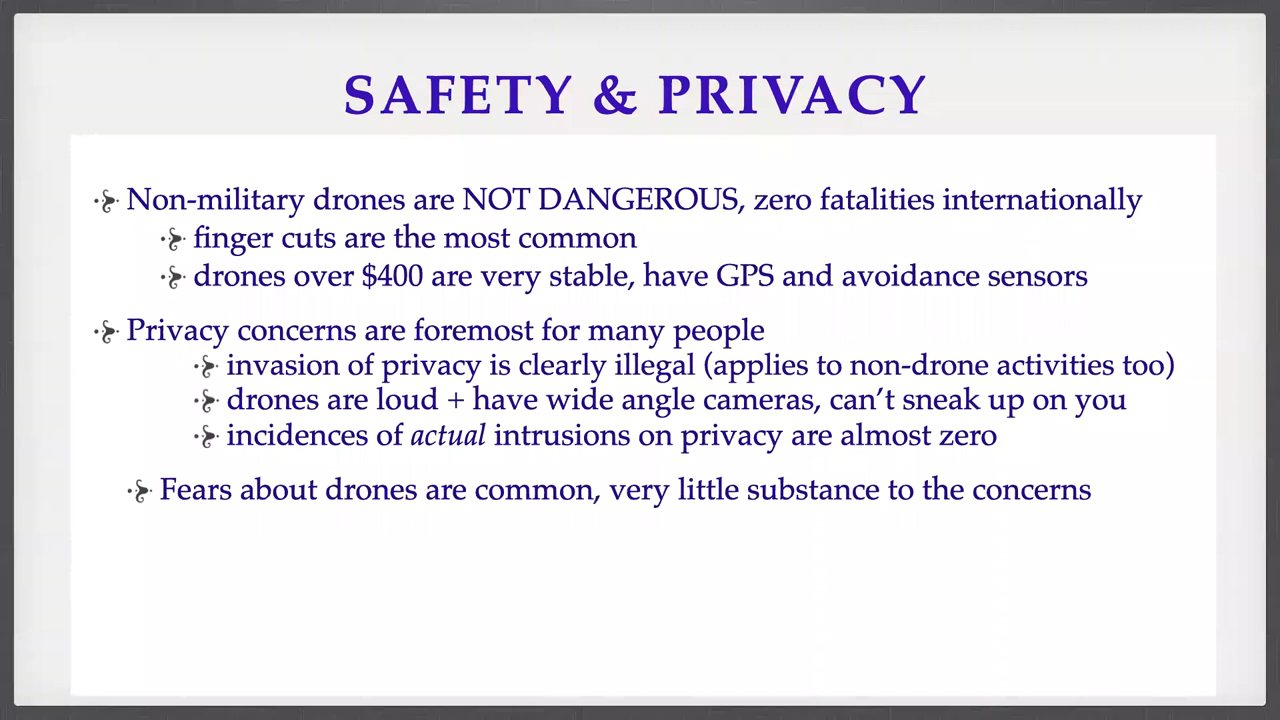 SAFETY & PRIVACY
Non-military drones are NOT DANGEROUS, zero fatalities internationally
finger cuts are the most common
drones over $400 are very stable, have GPS and avoidance sensors
Privacy concerns are foremost for many people
invasion of privacy is clearly illegal (applies to non-drone activities too)
drones are loud + have wide angle cameras, can’t sneak up on you
incidences of actual intrusions on privacy are almost zero
Fears about drones are common, very little substance to the concerns